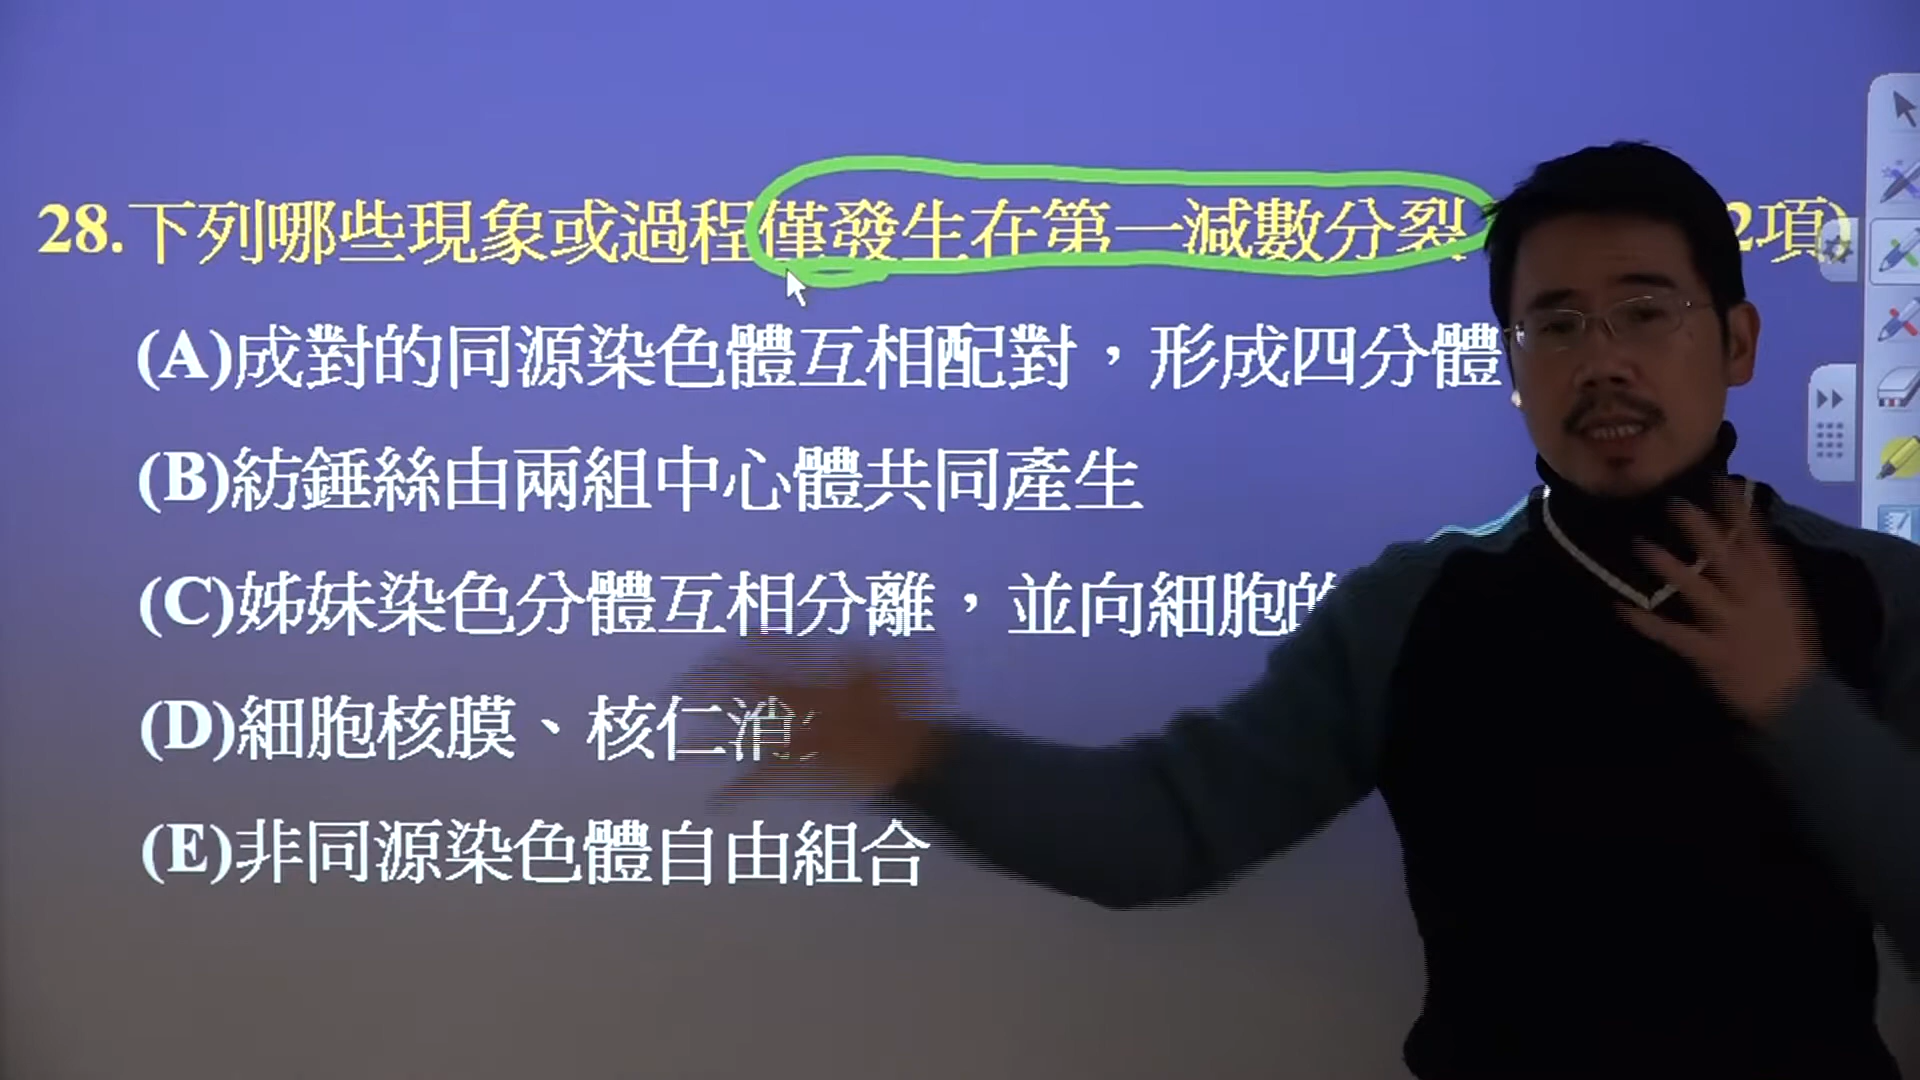 28.下列哪些現象或過程僅發生在第一減數分裂 2項)
(A)成對的同源染色體互相配對，形成四分體
(B)紡錘絲由兩組中心體共同產生
(C)姊妹染色分體互相分離，並向細胞的
(D)細胞核膜、核仁消
(E)非同源染色體自由組合